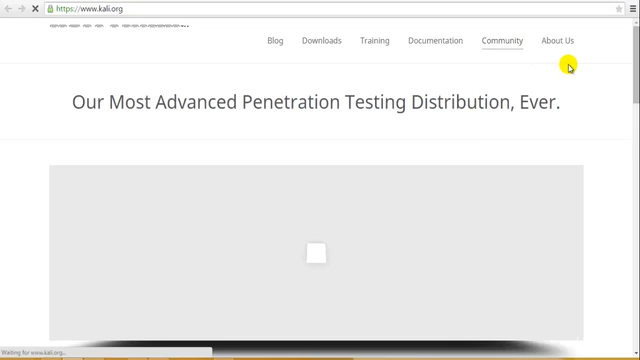 https://www.kali.org
Blog Downloads Training Documentation Community About Us
Our Most Advanced Penetration Testing Distribution, Ever.
Waiting for www.kali.org...